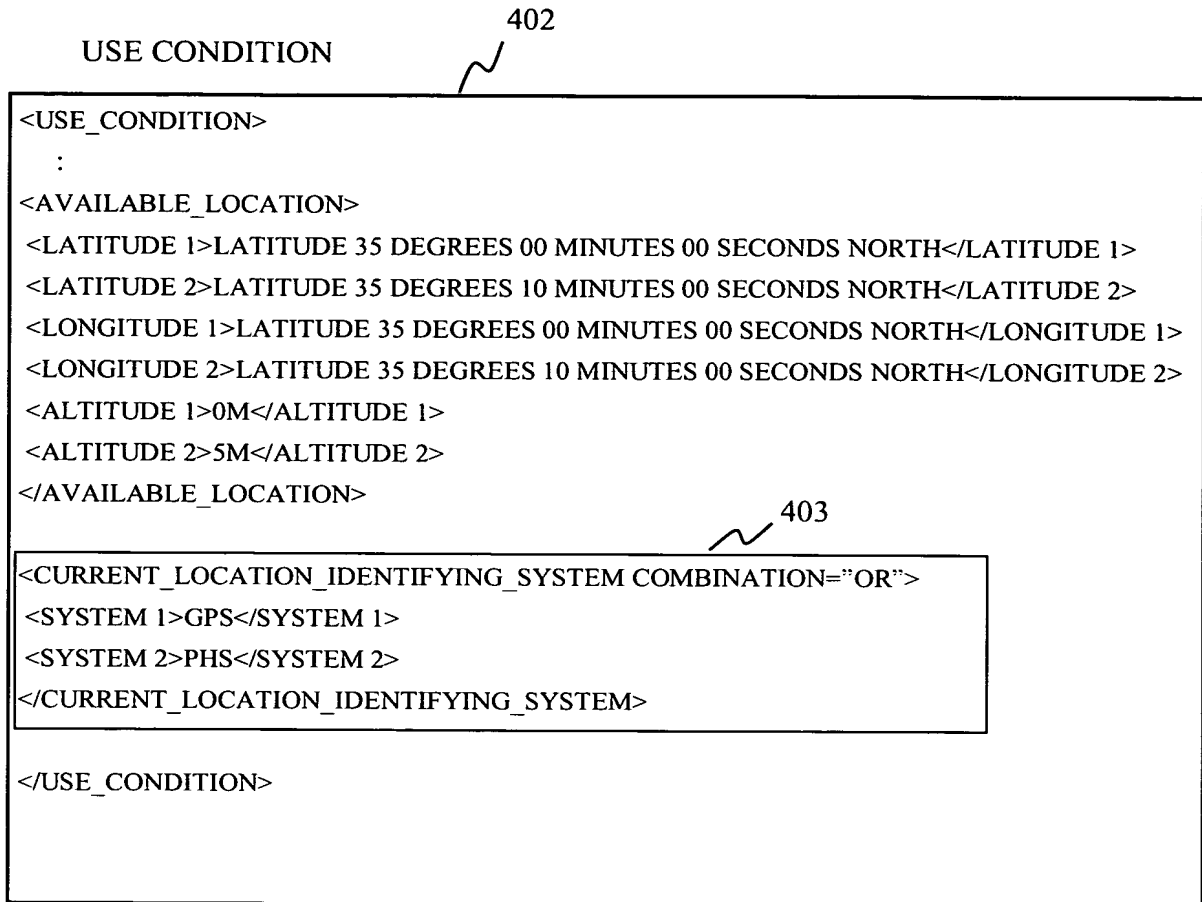 402
USE CONDITION
<USE_CONDITION>
:
<AVAILABLE_LOCATION>
<LATITUDE 1>LATITUDE 35 DEGREES 00 MINUTES 00 SECONDS NORTH</LATITUDE 1>
<LATITUDE 2>LATITUDE 35 DEGREES 10 MINUTES 00 SECONDS NORTH</LATITUDE 2>
<LONGITUDE 1>LATITUDE 35 DEGREES 00 MINUTES 00 SECONDS NORTH</LONGITUDE 1>
<LONGITUDE 2>LATITUDE 35 DEGREES 10 MINUTES 00 SECONDS NORTH</LONGITUDE 2>
<ALTITUDE 1>0M</ALTITUDE 1>
<ALTITUDE 2>5M</ALTITUDE 2>
</AVAILABLE_LOCATION>
403
<CURRENT_LOCATION_IDENTIFYING_SYSTEM COMBINATION=”OR”>
<SYSTEM 1>GPS</SYSTEM 1>
<SYSTEM 2>PHS</SYSTEM 2>
</CURRENT_LOCATION_IDENTIFYING_SYSTEM>
</USE_CONDITION>